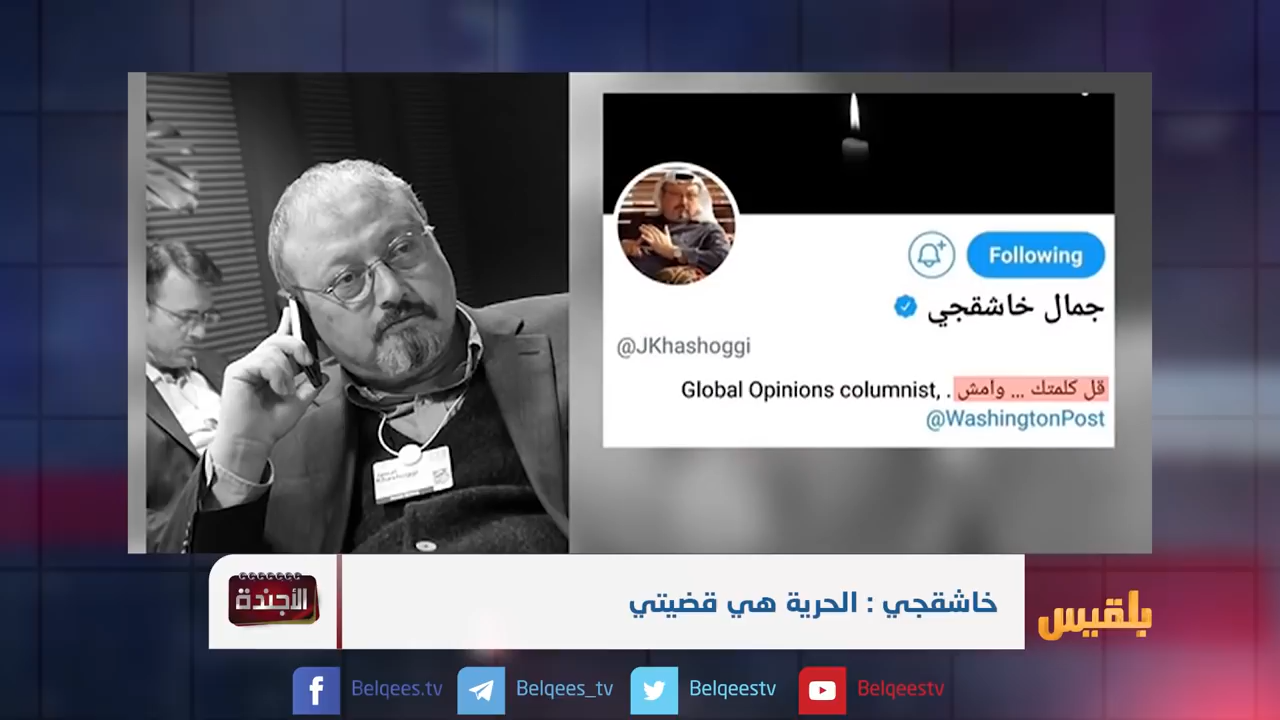 Following
جمال خاشقجي
@JKhashoggi
قل كلمتك ... وامش . Global Opinions columnist,
@WashingtonPost
Khashoggi
خاشقجي : الحرية هي قضيتي
الأجندة
بلقيس
Belqees.tv
Belqees_tv
Belqeestv
Belqeestv